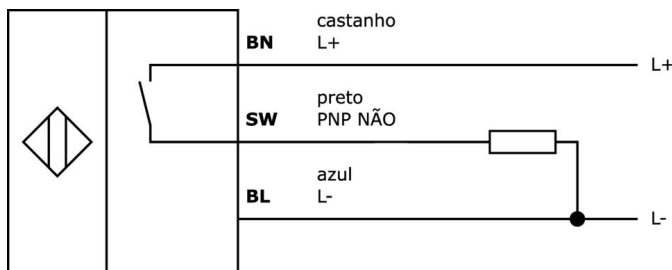 castanho
BN L+
L+
preto
SW PNP NÃO
azul
BL L-
L-